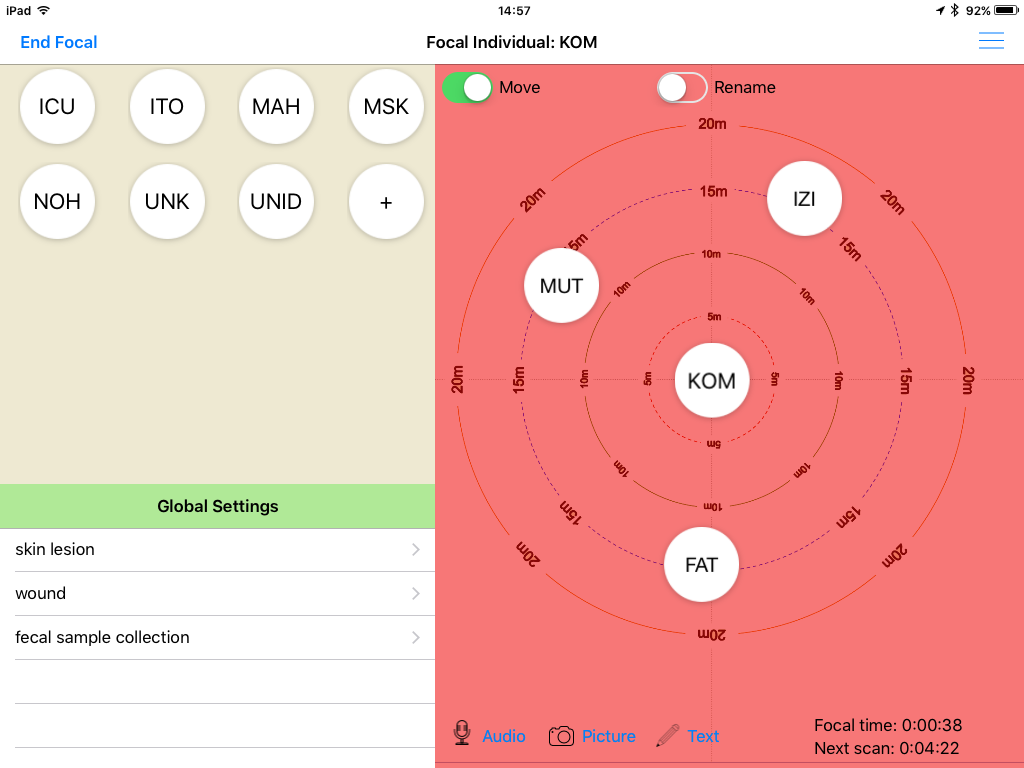 iPad 14:57 92%
End Focal Focal Individual: KOM
ICU ITO MAH MSK
NOH UNK UNID +
Global Settings
skin lesion
wound
fecal sample collection
Move Rename
20m
20m 20m
15m
IZI
5m 15m
MUT
10m
10m 10m
5m
20m 15m 10m 5m KOM 5m 10m 15m 20m
5m
10m 10m
10m
15m 15m
20m 20m
FAT
20m
Audio Picture Text
Focal time: 0:00:38
Next scan: 0:04:22